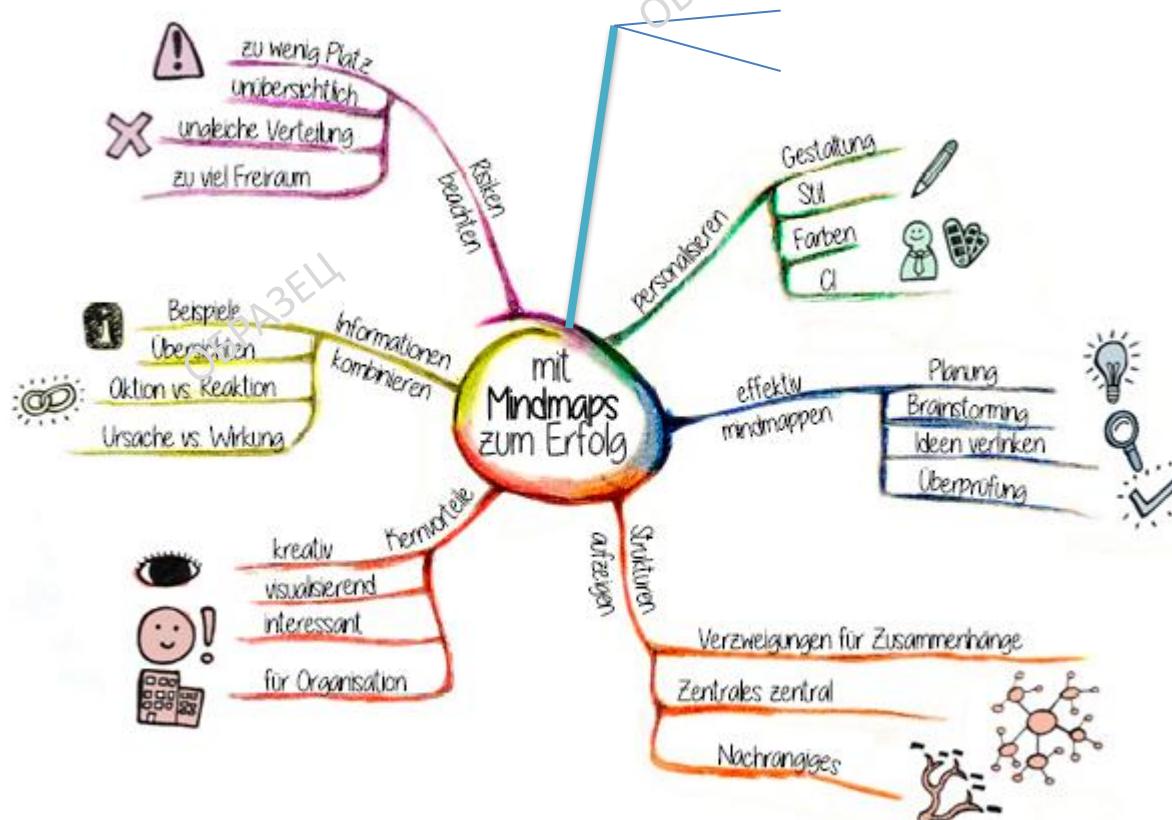 ОБРАЗЕЦ
zu wenig Platz
unübersichtlich
ungleiche Verteilung
zu viel Freiraum
Risiken
beachten
personalisieren
Gestaltung
Stil
Farben
CI
Beispiele
Übersichten
Aktion vs. Reaktion
Ursache vs. Wirkung
Informationen
kombinieren
mit
Mindmaps
zum Erfolg
effektiv
mindmappen
Planung
Brainstorming
Ideen verlinken
Überprüfung
Kernvorteile
kreativ
visualisierend
interessant
für Organisation
Strukturen
aufzeigen
Verzweigungen für Zusammenhänge
Zentrales zentral
Nachrangiges